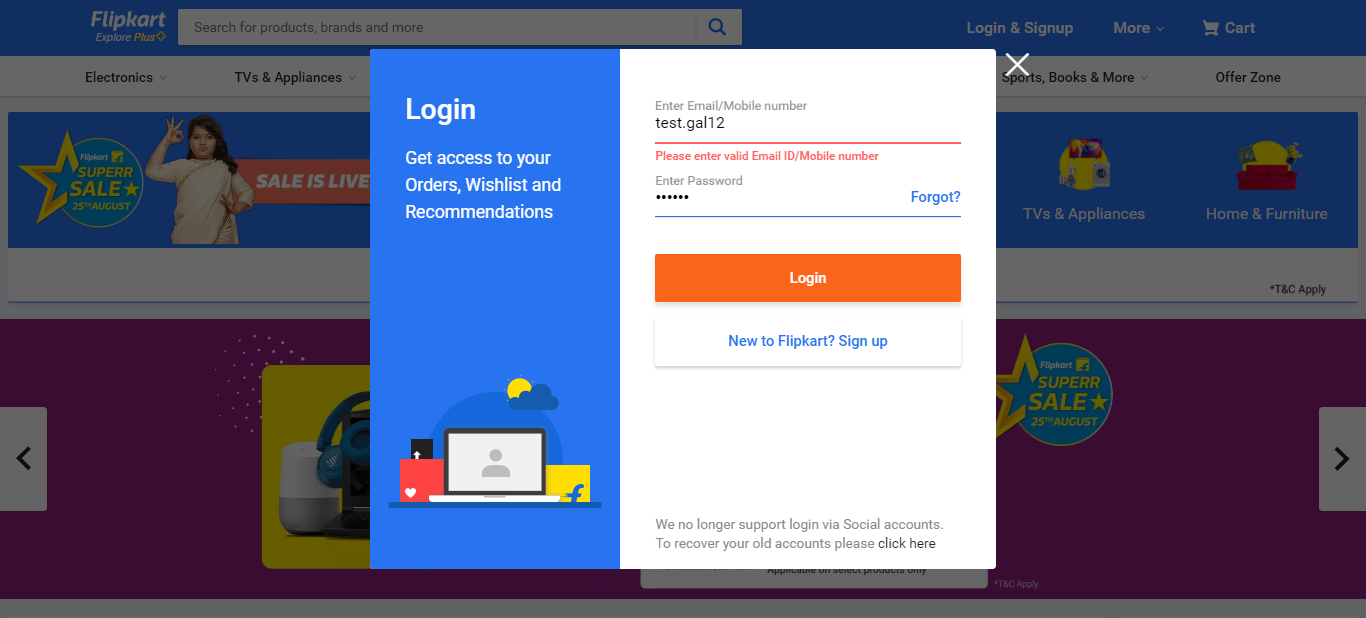 Flipkart
Explore Plus
Search for products, brands and more
Login & Signup
More
Cart
Electronics
TVs & Appliances
Sports, Books & More
Offer Zone
Flipkart
SUPERR
SALE
25TH AUGUST
SALE IS LIVE
TVs & Appliances
Home & Furniture
*T&C Apply
Login
Get access to your
Orders, Wishlist and
Recommendations
Enter Email/Mobile number
test.gal12
Please enter valid Email ID/Mobile number
Enter Password
••••••
Forgot?
Login
New to Flipkart? Sign up
We no longer support login via Social accounts.
To recover your old accounts please click here
Flipkart
SUPERR
SALE
25TH AUGUST
Applicable on select products only
*T&C Apply